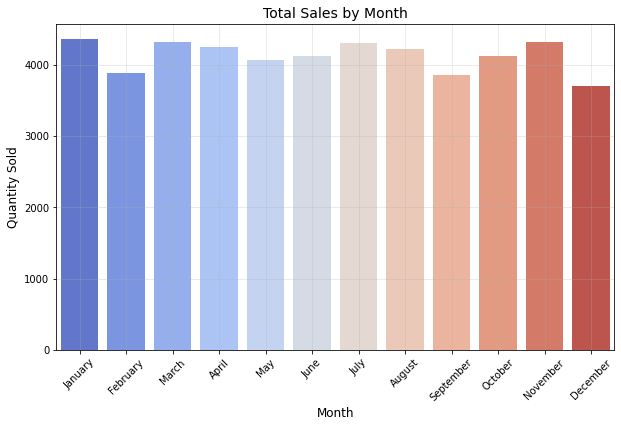 Total Sales by Month
Quantity Sold
4000
3000
2000
1000
0
January February March April May June July August September October November December
Month